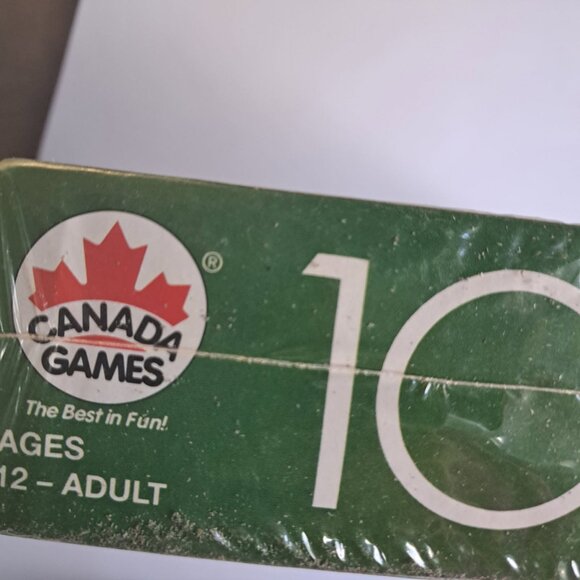 CANADA
GAMES
®
The Best in Fun!
AGES
12 – ADULT
10